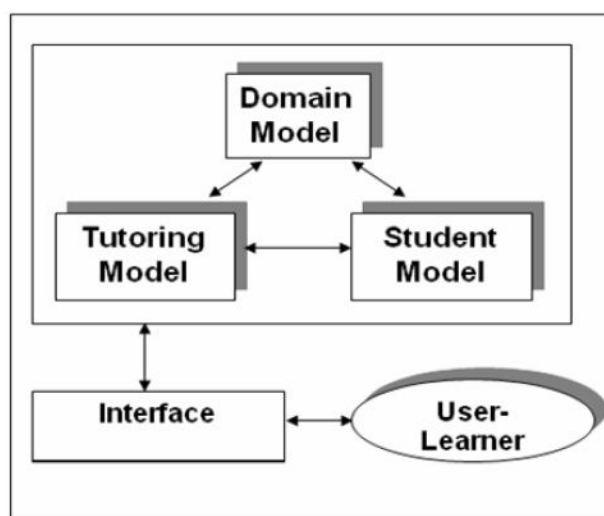 Domain
Model
Tutoring
Model
Student
Model
Interface
User-
Learner